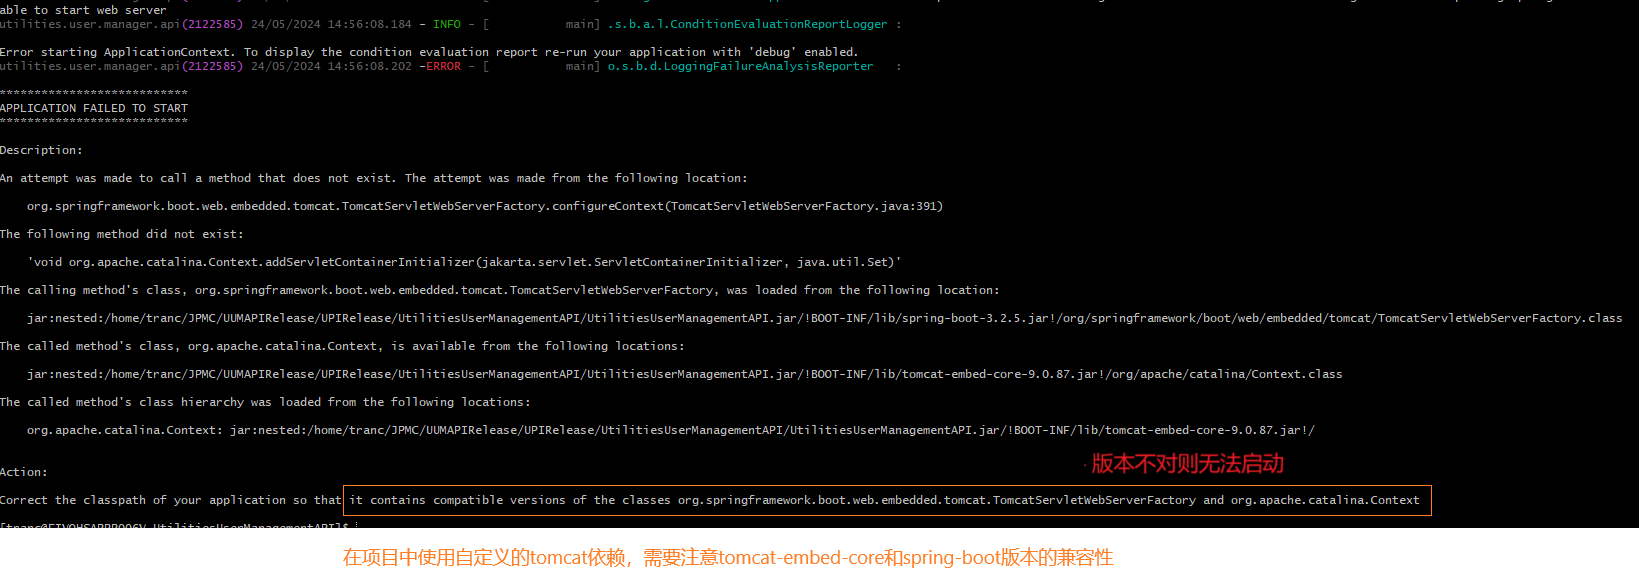 able to start web server
utilities.user.manager.api(2122585) 24/05/2024 14:56:08.184 - INFO - [           main] .s.b.a.l.ConditionEvaluationReportLogger :
Error starting ApplicationContext. To display the condition evaluation report re-run your application with 'debug' enabled.
utilities.user.manager.api(2122585) 24/05/2024 14:56:08.202 -ERROR - [           main] o.s.b.d.LoggingFailureAnalysisReporter   :
***************************
APPLICATION FAILED TO START
***************************
Description:
An attempt was made to call a method that does not exist. The attempt was made from the following location:
org.springframework.boot.web.embedded.tomcat.TomcatServletWebServerFactory.configureContext(TomcatServletWebServerFactory.java:391)
The following method did not exist:
'void org.apache.catalina.Context.addServletContainerInitializer(jakarta.servlet.ServletContainerInitializer, java.util.Set)'
The calling method's class, org.springframework.boot.web.embedded.tomcat.TomcatServletWebServerFactory, was loaded from the following location:
jar:nested:/home/tranc/JPMC/UUMAPIRelease/UPIRelease/UtilitiesUserManagementAPI/UtilitiesUserManagementAPI.jar/!BOOT-INF/lib/spring-boot-3.2.5.jar!/org/springframework/boot/web/embedded/tomcat/TomcatServletWebServerFactory.class
The called method's class, org.apache.catalina.Context, is available from the following locations:
jar:nested:/home/tranc/JPMC/UUMAPIRelease/UPIRelease/UtilitiesUserManagementAPI/UtilitiesUserManagementAPI.jar/!BOOT-INF/lib/tomcat-embed-core-9.0.87.jar!/org/apache/catalina/Context.class
The called method's class hierarchy was loaded from the following locations:
org.apache.catalina.Context: jar:nested:/home/tranc/JPMC/UUMAPIRelease/UPIRelease/UtilitiesUserManagementAPI/UtilitiesUserManagementAPI.jar/!BOOT-INF/lib/tomcat-embed-core-9.0.87.jar!/
版本不对则无法启动
Action:
Correct the classpath of your application so that it contains compatible versions of the classes org.springframework.boot.web.embedded.tomcat.TomcatServletWebServerFactory and org.apache.catalina.Context
在项目中使用自定义的tomcat依赖，需要注意tomcat-embed-core和spring-boot版本的兼容性